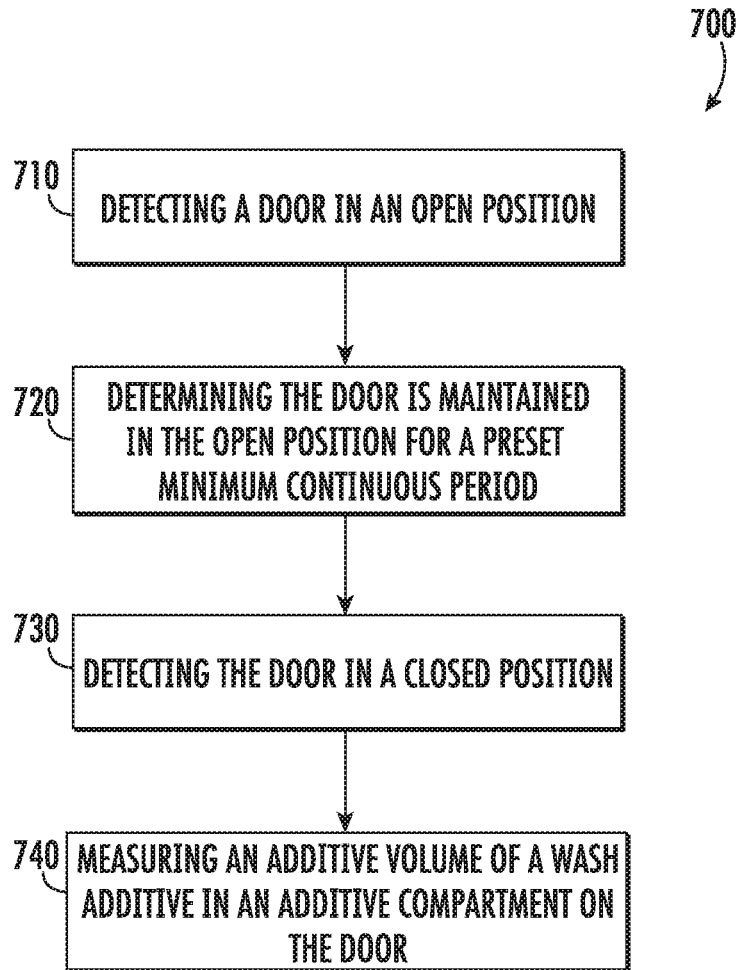 700
710
DETECTING A DOOR IN AN OPEN POSITION
720
DETERMINING THE DOOR IS MAINTAINED
IN THE OPEN POSITION FOR A PRESET
MINIMUM CONTINUOUS PERIOD
730
DETECTING THE DOOR IN A CLOSED POSITION
740
MEASURING AN ADDITIVE VOLUME OF A WASH
ADDITIVE IN AN ADDITIVE COMPARTMENT ON
THE DOOR